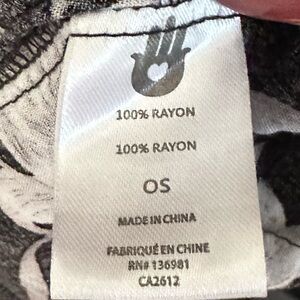 100% RAYON
100% RAYON
OS
MADE IN CHINA
FABRIQUÉ EN CHINE
RN# 136981
CA2612